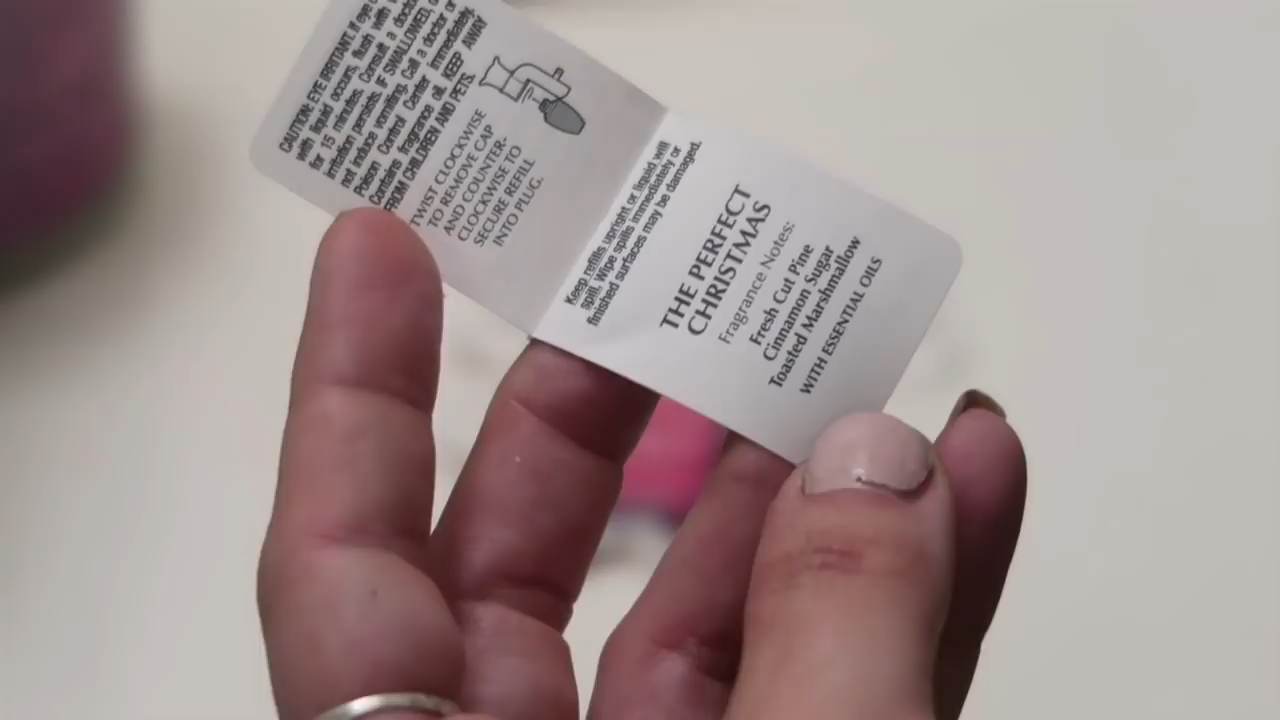 CAUTION: EYE IRRITANT. If eye
with liquid occurs, flush with
for 15 minutes. Consult a doctor
irritation persists. IF SWALLOWED,
not induce vomiting. Call a doctor or
Poison Control Center immediately.
Contains fragrance oil. KEEP AWAY
FROM CHILDREN AND PETS.
TWIST CLOCKWISE
TO REMOVE CAP
AND COUNTER-
CLOCKWISE TO
SECURE REFILL
INTO PLUG.
Keep refills upright or liquid will
spill. Wipe spills immediately or
finished surfaces may be damaged.
THE PERFECT
CHRISTMAS
Fragrance Notes:
Fresh Cut Pine
Cinnamon Sugar
Toasted Marshmallow
WITH ESSENTIAL OILS